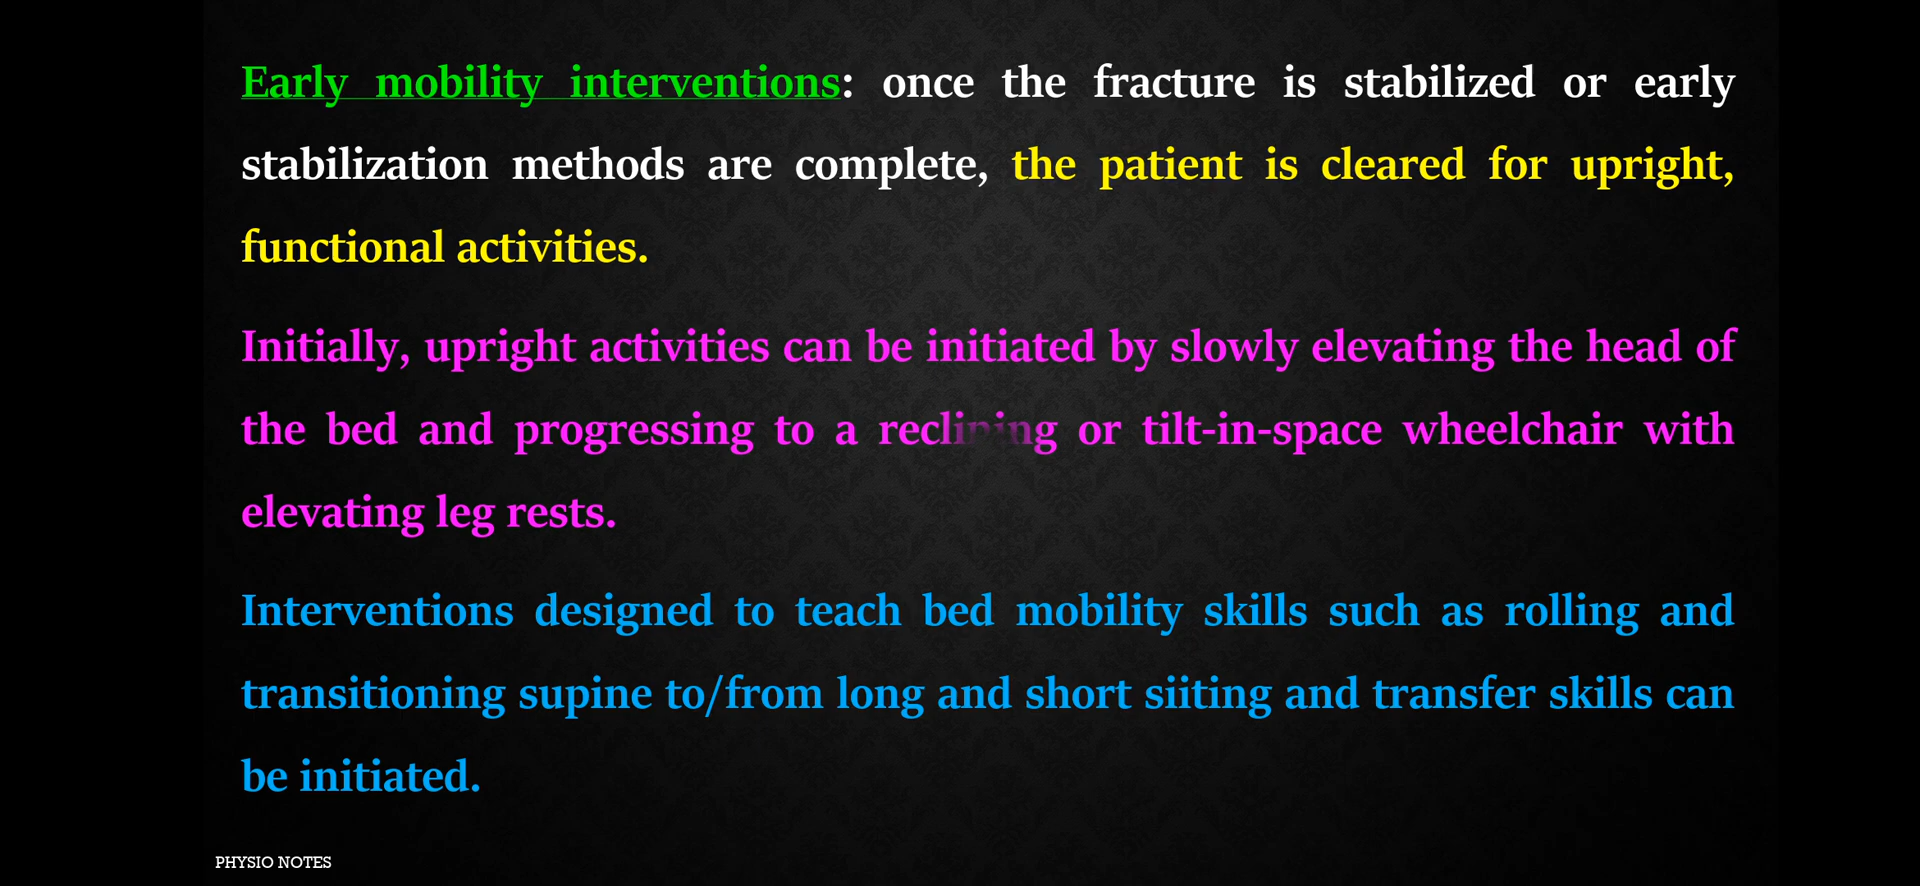 Early mobility interventions: once the fracture is stabilized or early
stabilization methods are complete, the patient is cleared for upright,
functional activities.
Initially, upright activities can be initiated by slowly elevating the head of
the bed and progressing to a reclining or tilt-in-space wheelchair with
elevating leg rests.
Interventions designed to teach bed mobility skills such as rolling and
transitioning supine to/from long and short siiting and transfer skills can
be initiated.
PHYSIO NOTES